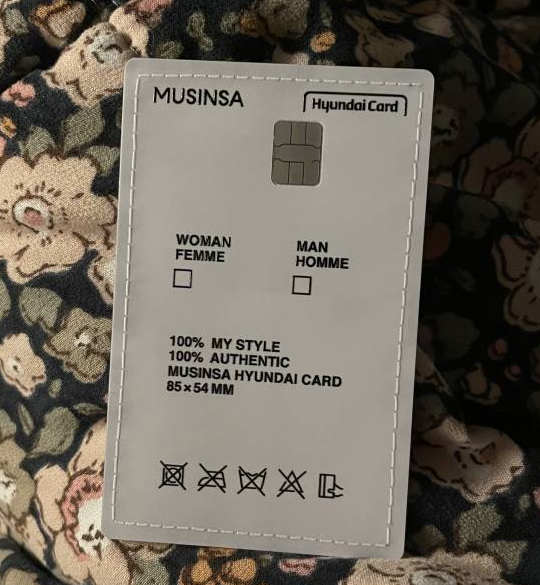 MUSINSA
Hyundai Card
WOMAN
FEMME
MAN
HOMME
100% MY STYLE
100% AUTHENTIC
MUSINSA HYUNDAI CARD
85×54 MM